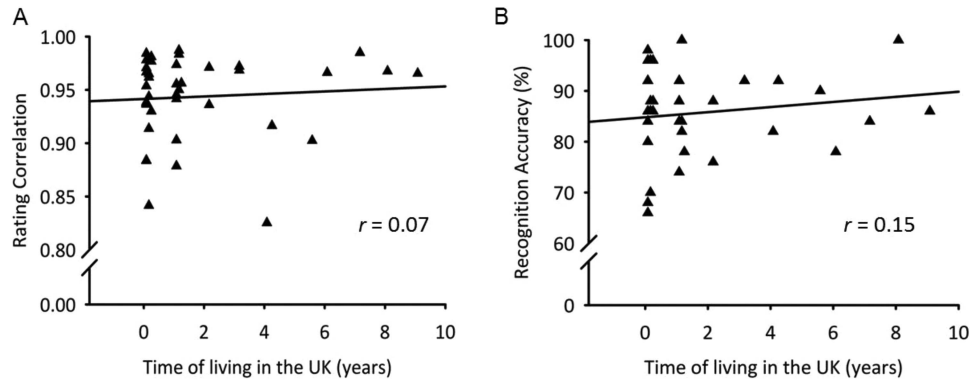 A
Rating Correlation
1.00
0.95
0.90
0.85
0.80
0.00
r = 0.07
0 2 4 6 8 10
Time of living in the UK (years)
B
Recognition Accuracy (%)
100
90
80
70
60
0
r = 0.15
0 2 4 6 8 10
Time of living in the UK (years)